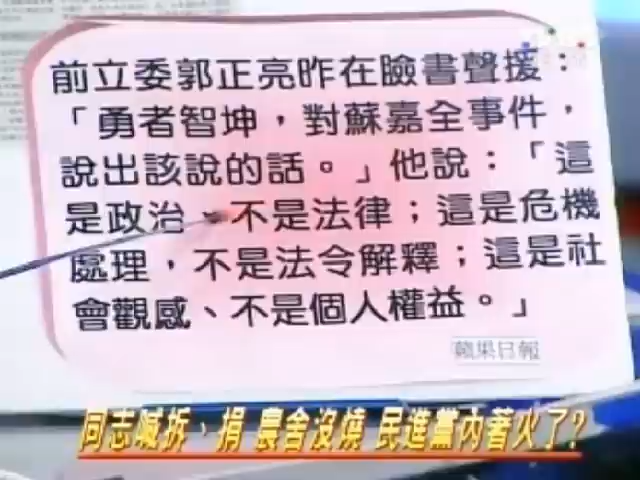 前立委郭正亮昨在臉書聲援：
「勇者智坤，對蘇嘉全事件，
說出該說的話。」他說：「這
是政治、不是法律；這是危機
處理，不是法令解釋；這是社
會觀感、不是個人權益。」
蘋果日報
同志喊拆、捐 農舍沒燒 民進黨內著火了?